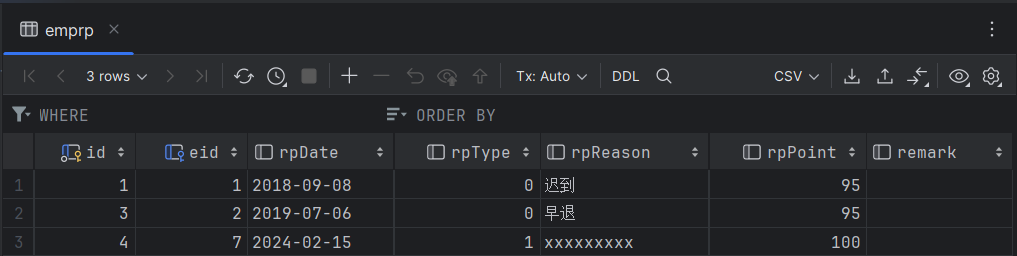 emprp
3 rows Tx: Auto DDL CSV
WHERE ORDER BY
id eid rpDate rpType rpReason rpPoint remark
1 1 1 2018-09-08 0 迟到 95
2 3 2 2019-07-06 0 早退 95
3 4 7 2024-02-15 1 xxxxxxxxx 100